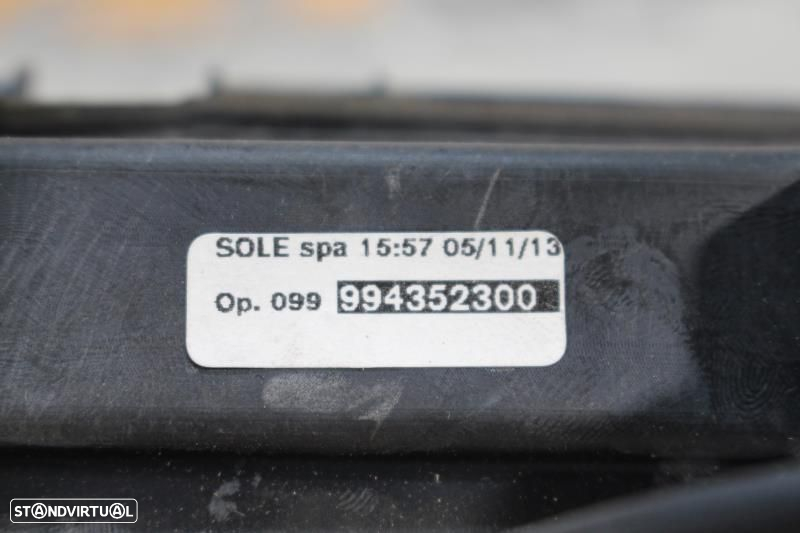 SOLE spa 15:57 05/11/13
Op. 099 994352300
STANDVIRTUAL